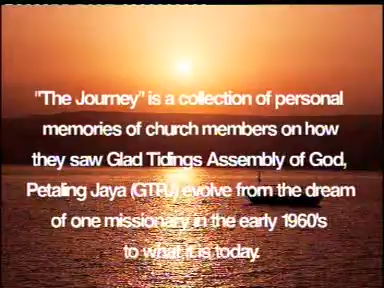 "The Journey" is a collection of personal
memories of church members on how
they saw Glad Tidings Assembly of God,
Petaling Jaya (GTPJ) evolve from the dream
of one missionary in the early 1960's
to what it is today.